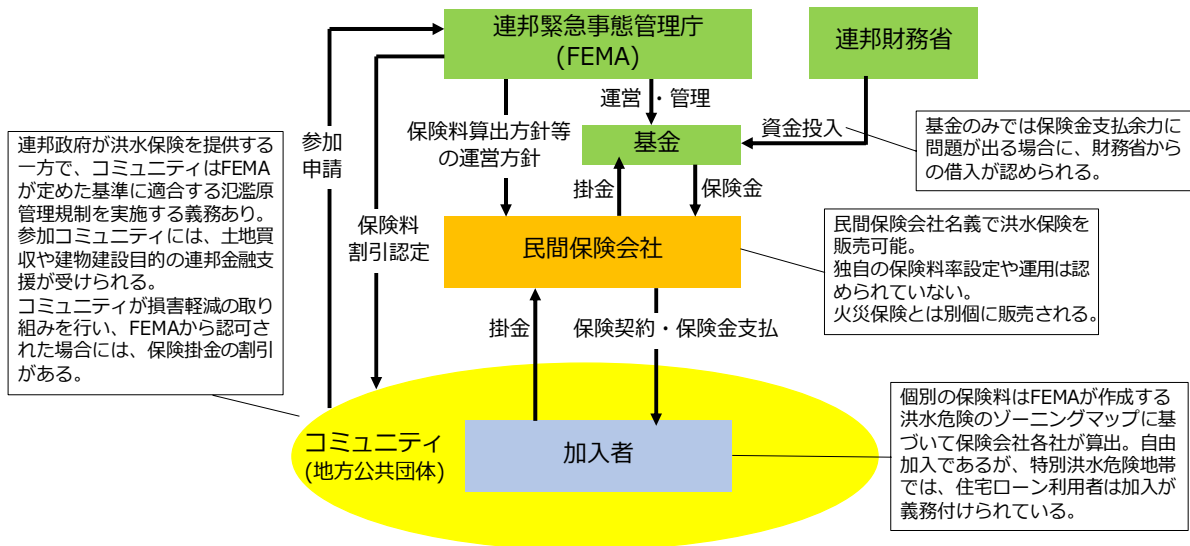 連邦緊急事態管理庁
(FEMA)
連邦財務省
運営・管理
参加
申請
保険料算出方針等
の運営方針
資金投入
基金
基金のみでは保険金支払余力に
問題が出る場合に、財務省から
の借入が認められる。
連邦政府が洪水保険を提供する
一方で、コミュニティはFEMA
が定めた基準に適合する氾濫原
管理規制を実施する義務あり。
参加コミュニティには、土地買
収や建物建設目的の連邦金融支
援が受けられる。
コミュニティが損害軽減の取り
組みを行い、FEMAから認可さ
れた場合には、保険掛金の割引
がある。
掛金
保険金
保険料
割引認定
民間保険会社
民間保険会社名義で洪水保険を
販売可能。
独自の保険料率設定や運用は認
められていない。
火災保険とは別個に販売される。
掛金
保険契約・保険金支払
コミュニティ
(地方公共団体)
加入者
個別の保険料はFEMAが作成する
洪水危険のゾーニングマップに基
づいて保険会社各社が算出。自由
加入であるが、特別洪水危険地帯
では、住宅ローン利用者は加入が
義務付けられている。